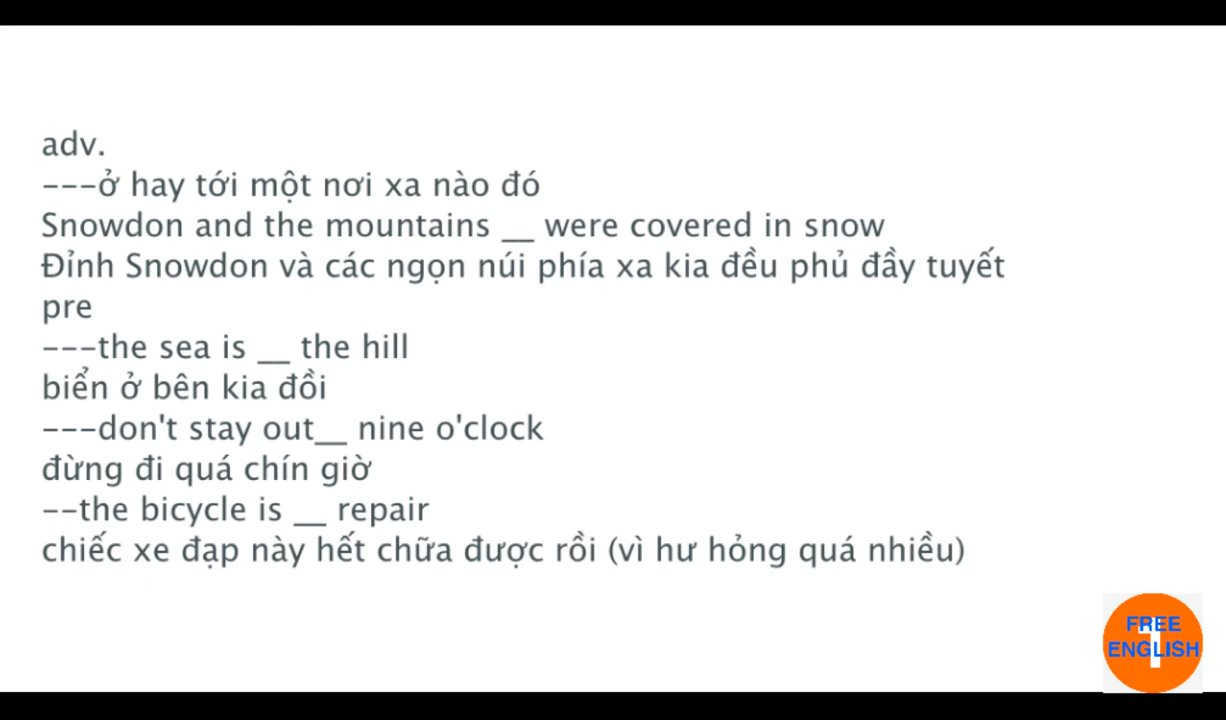 adv.
---ở hay tới một nơi xa nào đó
Snowdon and the mountains __ were covered in snow
Đỉnh Snowdon và các ngọn núi phía xa kia đều phủ đầy tuyết
pre
---the sea is __ the hill
biển ở bên kia đồi
---don't stay out__ nine o'clock
đừng đi quá chín giờ
--the bicycle is __ repair
chiếc xe đạp này hết chữa được rồi (vì hư hỏng quá nhiều)
1
FREE
ENGLISH